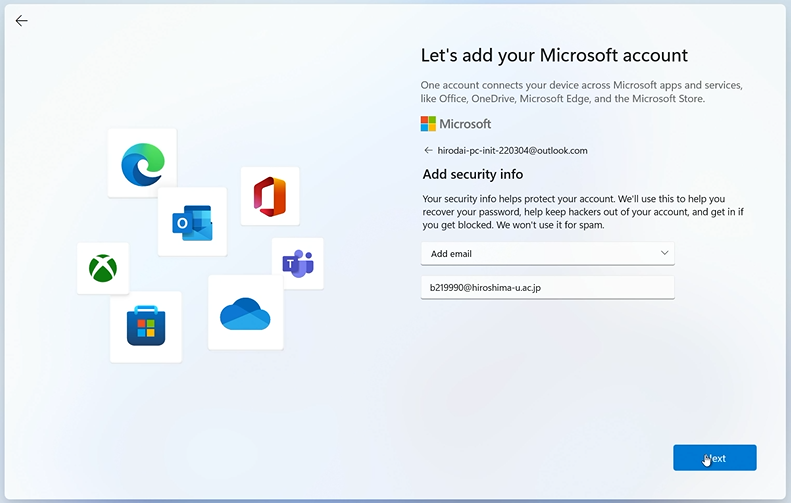 Let's add your Microsoft account
One account connects your device across Microsoft apps and services,
like Office, OneDrive, Microsoft Edge, and the Microsoft Store.
Microsoft
hirodai-pc-init-220304@outlook.com
Add security info
Your security info helps protect your account. We'll use this to help you
recover your password, help keep hackers out of your account, and get in if
you get blocked. We won't use it for spam.
Add email
b219990@hiroshima-u.ac.jp
O
T
Next